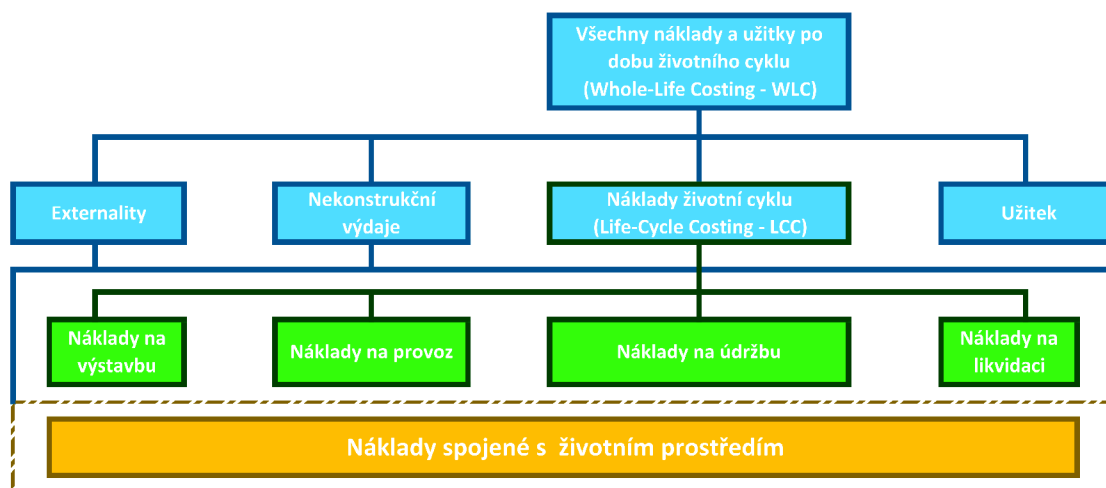 Všechny náklady a užitky po
dobu životního cyklu
(Whole-Life Costing - WLC)
Externality
Nekonstrukční
výdaje
Náklady životní cyklu
(Life-Cycle Costing - LCC)
Užitek
Náklady na
výstavbu
Náklady na provoz
Náklady na údržbu
Náklady na
likvidaci
Náklady spojené s životním prostředím